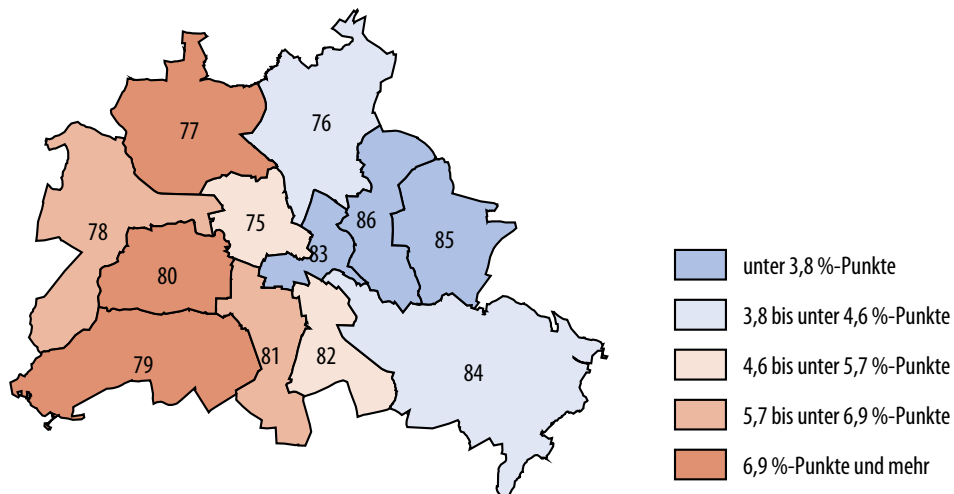 76
77
75
86
78
85
83
80
79
81
82
84
unter 3,8 %-Punkte
3,8 bis unter 4,6 %-Punkte
4,6 bis unter 5,7 %-Punkte
5,7 bis unter 6,9 %-Punkte
6,9 %-Punkte und mehr